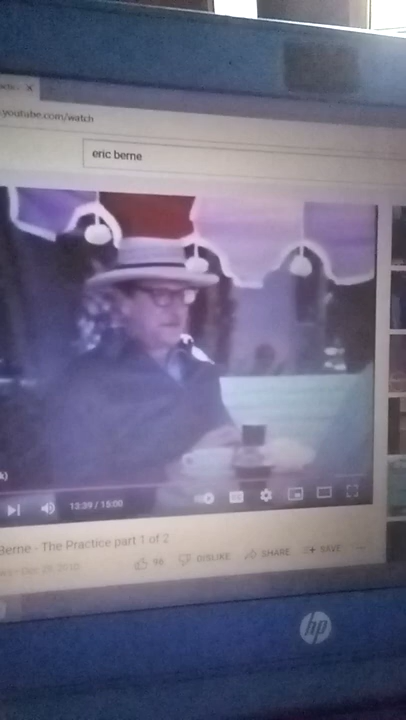 youtube.com/watch
eric berne
13:39 / 15:00
Berne - The Practice part 1 of 2
96 DISLIKE SHARE SAVE
hp